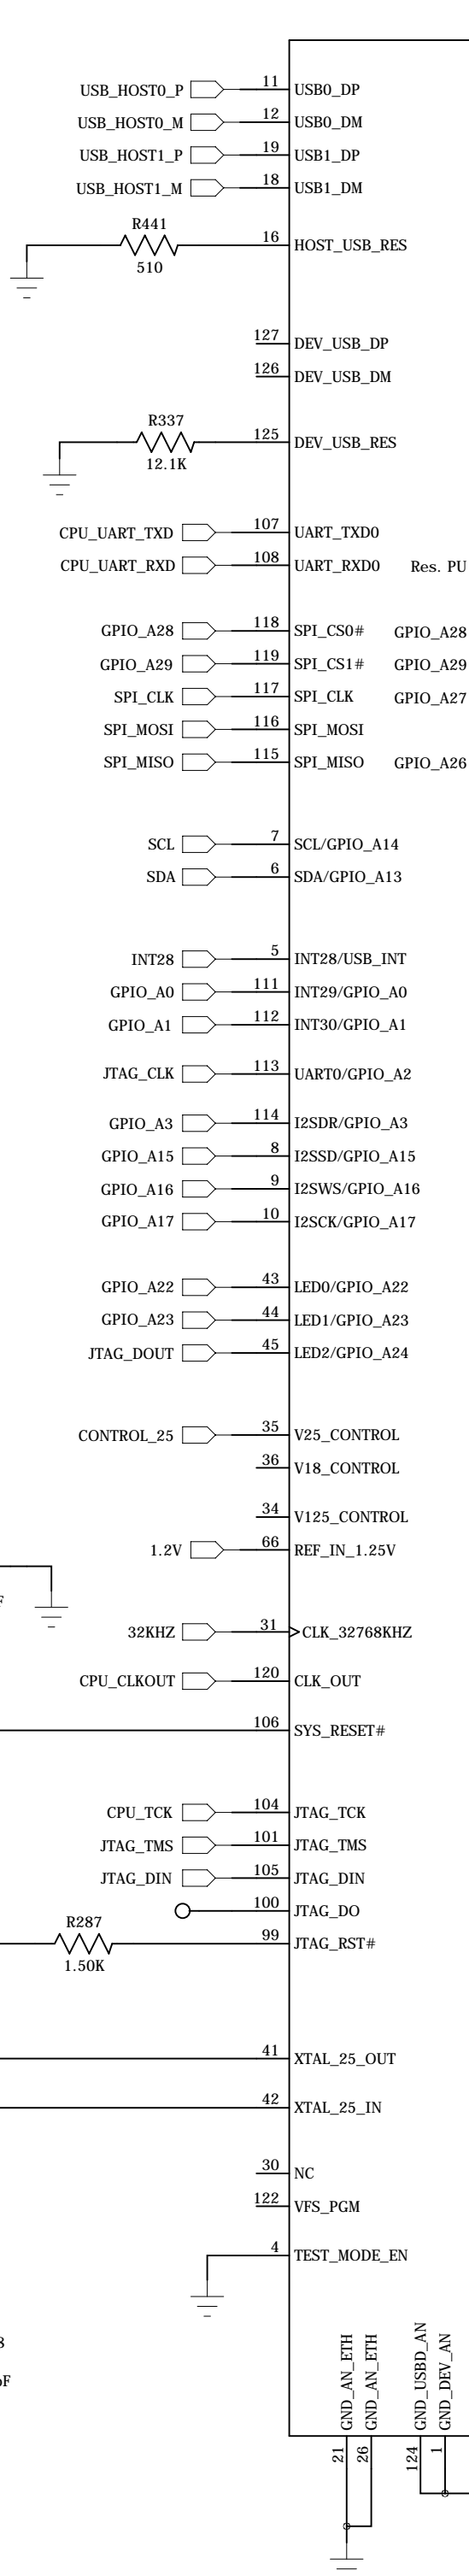 USB_HOST0_P 11 USB0_DP
USB_HOST0_M 12 USB0_DM
USB_HOST1_P 19 USB1_DP
USB_HOST1_M 18 USB1_DM
R441
510
16 HOST_USB_RES
127 DEV_USB_DP
126 DEV_USB_DM
R337
12.1K
125 DEV_USB_RES
CPU_UART_TXD 107 UART_TXD0
CPU_UART_RXD 108 UART_RXD0 Res. PU
GPIO_A28 118 SPI_CS0# GPIO_A28
GPIO_A29 119 SPI_CS1# GPIO_A29
SPI_CLK 117 SPI_CLK GPIO_A27
SPI_MOSI 116 SPI_MOSI
SPI_MISO 115 SPI_MISO GPIO_A26
SCL 7 SCL/GPIO_A14
SDA 6 SDA/GPIO_A13
INT28 5 INT28/USB_INT
GPIO_A0 111 INT29/GPIO_A0
GPIO_A1 112 INT30/GPIO_A1
JTAG_CLK 113 UART0/GPIO_A2
GPIO_A3 114 I2SDR/GPIO_A3
GPIO_A15 8 I2SSD/GPIO_A15
GPIO_A16 9 I2SWS/GPIO_A16
GPIO_A17 10 I2SCK/GPIO_A17
GPIO_A22 43 LED0/GPIO_A22
GPIO_A23 44 LED1/GPIO_A23
JTAG_DOUT 45 LED2/GPIO_A24
CONTROL_25 35 V25_CONTROL
36 V18_CONTROL
34 V125_CONTROL
1.2V 66 REF_IN_1.25V
F
32KHZ 31 CLK_32768KHZ
CPU_CLKOUT 120 CLK_OUT
106 SYS_RESET#
CPU_TCK 104 JTAG_TCK
JTAG_TMS 101 JTAG_TMS
JTAG_DIN 105 JTAG_DIN
100 JTAG_DO
R287
1.50K
99 JTAG_RST#
41 XTAL_25_OUT
42 XTAL_25_IN
30 NC
122 VFS_PGM
4 TEST_MODE_EN
8
pF
GND_AN_ETH 21
GND_AN_ETH 26
GND_USBD_AN 124
GND_DEV_AN 1